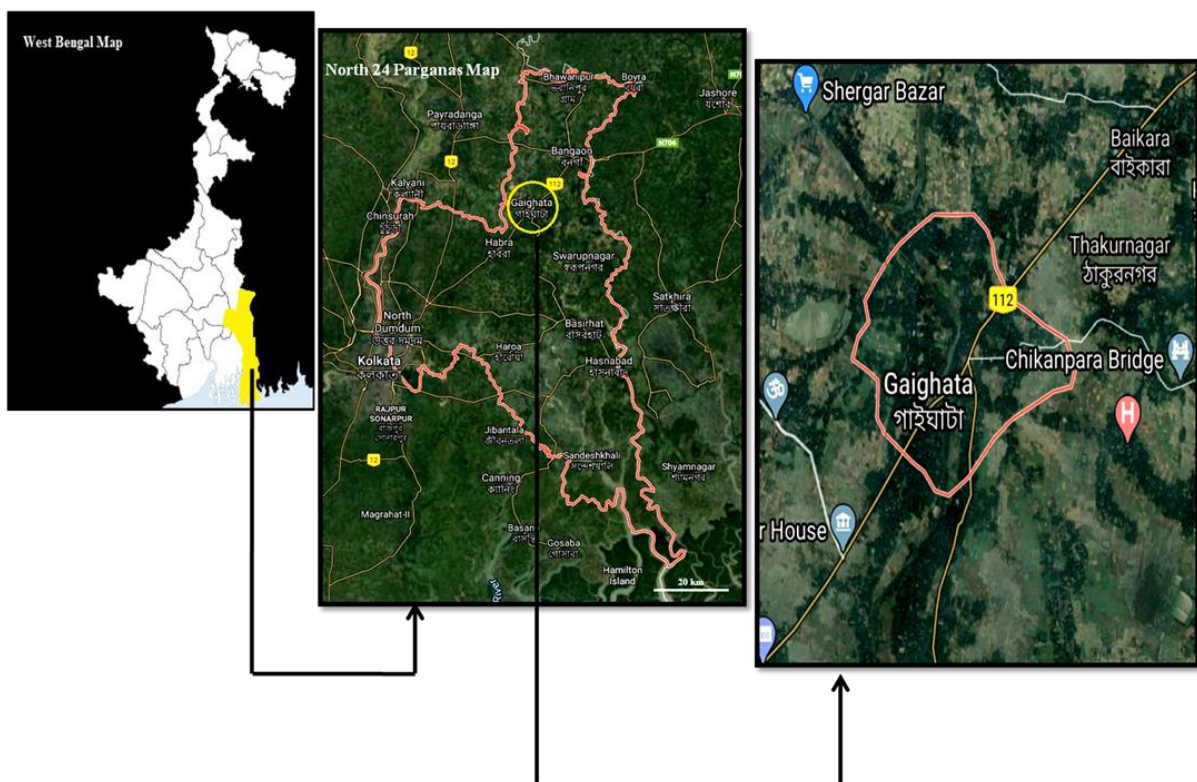 West Bengal Map
North 24 Parganas Map
12
Bhawanipur
ভবানিপুর
গ্রাম
Boyra
বয়রা
Jashore
যশোর
Payradanga
পায়রাডাঙ্গা
N706
12
Bangaon
বনগাঁ
Kalyani
কল্যানী
112
Gaighata
গাইঘাটা
Chinsurah
চুঁচুড়া
Habra
হাবরা
Swarupnagar
স্বরূপনগর
Satkhira
সাতক্ষীরা
North
Dumdum
উত্তর দমদম
Basirhat
বাসিরহাট
Haroa
হাঁরোয়া
Kolkata
কলকাতা
Hasnabad
হাসনাবাদ
RAJPUR
SONARPUR
রাজপুর
সোনারপুর
Jibantala
জীবনতলা
12
Sandeshkhali
সন্দেশখালি
Canning
ক্যানিং
Shyamnagar
শ্যামনগর
Magrahat-II
Gosaba
গোসাবা
Hamilton
Island
River
20 km
Shergar Bazar
Baikara
বাইকারা
Thakurnagar
ঠাকুরনগর
112
Chikanpara Bridge
Gaighata
গাইঘাটা
H
r House